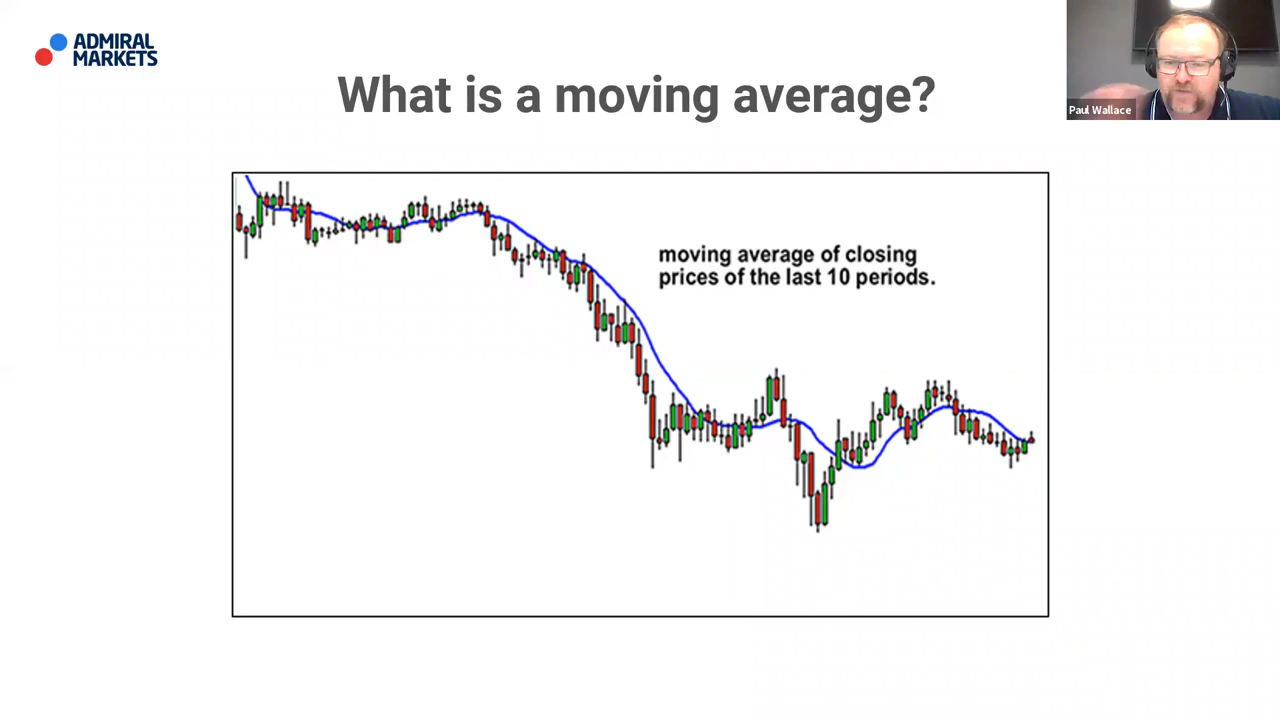 ADMIRAL
MARKETS
What is a moving average?
Paul Wallace
moving average of closing
prices of the last 10 periods.